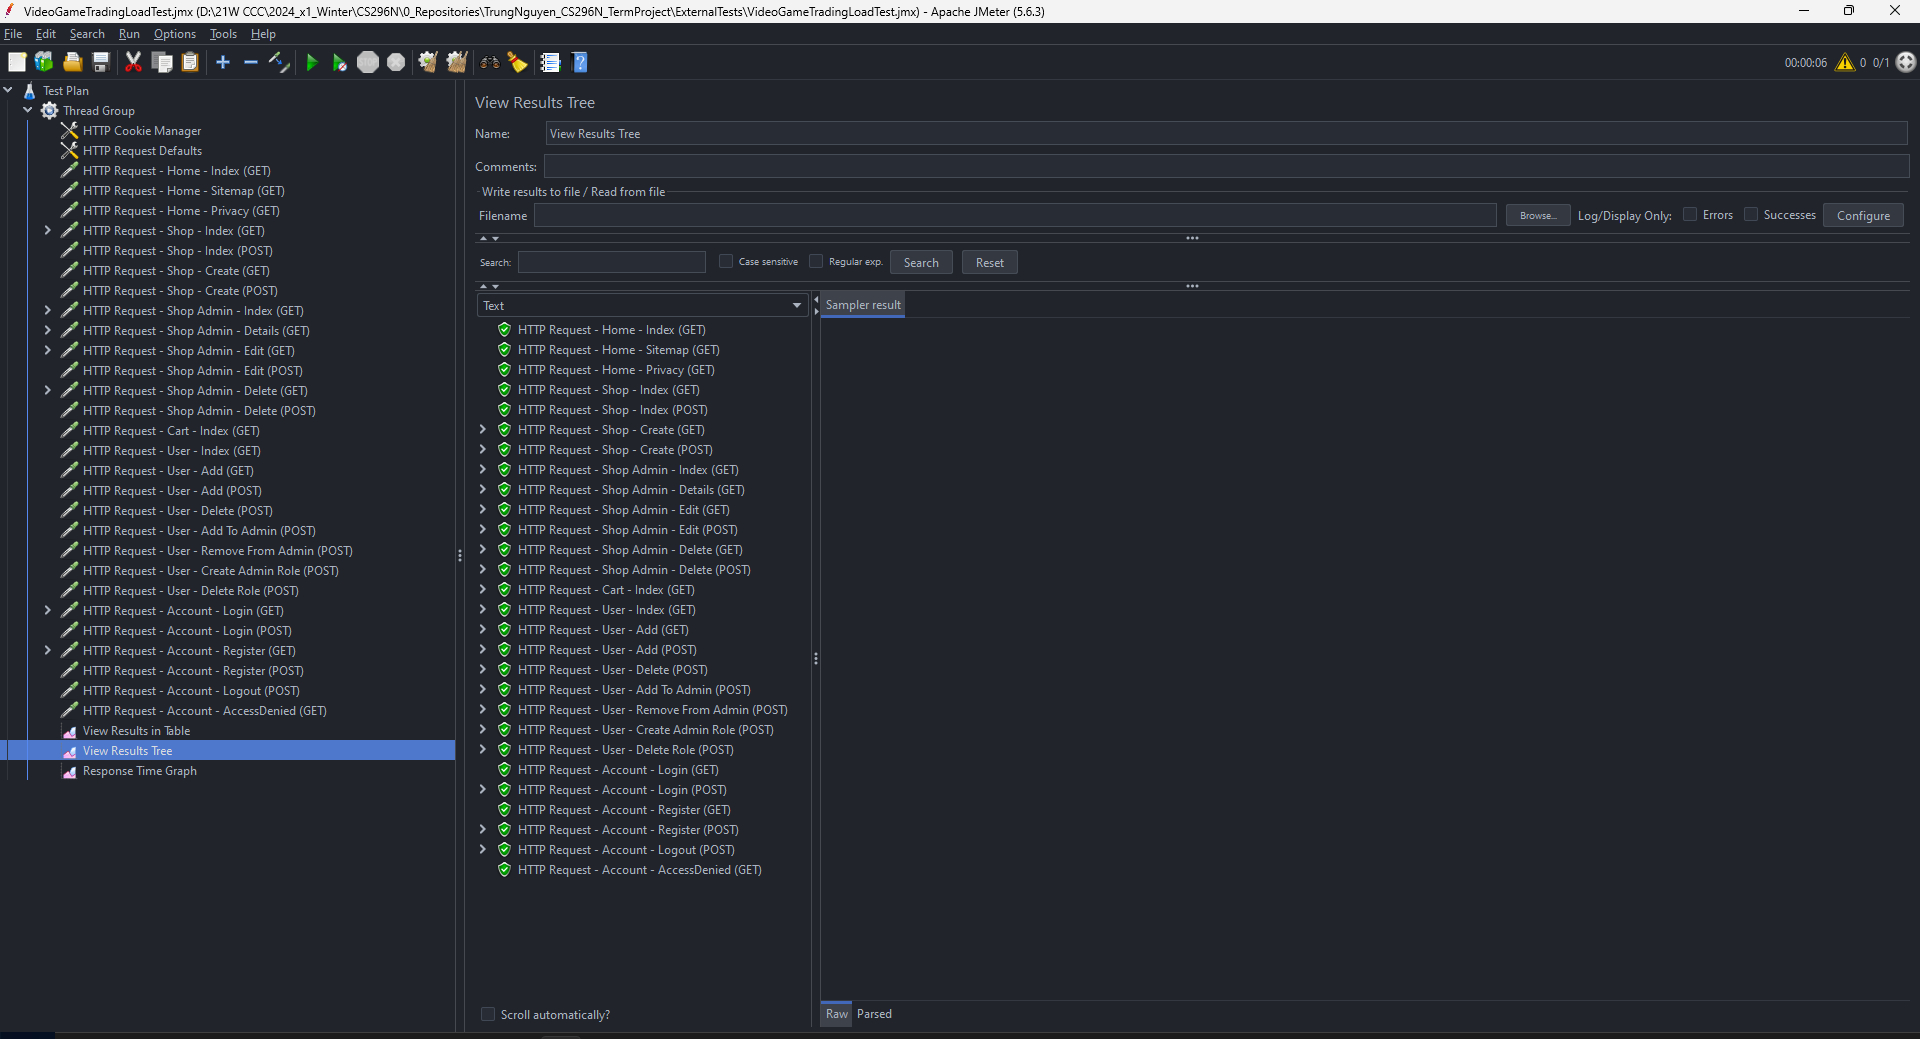 VideoGameTradingLoadTest.jmx (D:\21W CCC\2024_x1_Winter\CS296N\0_Repositories\TrungNguyen_CS296N_TermProject\ExternalTests\VideoGameTradingLoadTest.jmx) - Apache JMeter (5.6.3)
File Edit Search Run Options Tools Help
STOP
00:00:06 0 0/1
Test Plan
Thread Group
HTTP Cookie Manager
HTTP Request Defaults
HTTP Request - Home - Index (GET)
HTTP Request - Home - Sitemap (GET)
HTTP Request - Home - Privacy (GET)
HTTP Request - Shop - Index (GET)
HTTP Request - Shop - Index (POST)
HTTP Request - Shop - Create (GET)
HTTP Request - Shop - Create (POST)
HTTP Request - Shop Admin - Index (GET)
HTTP Request - Shop Admin - Details (GET)
HTTP Request - Shop Admin - Edit (GET)
HTTP Request - Shop Admin - Edit (POST)
HTTP Request - Shop Admin - Delete (GET)
HTTP Request - Shop Admin - Delete (POST)
HTTP Request - Cart - Index (GET)
HTTP Request - User - Index (GET)
HTTP Request - User - Add (GET)
HTTP Request - User - Add (POST)
HTTP Request - User - Delete (POST)
HTTP Request - User - Add To Admin (POST)
HTTP Request - User - Remove From Admin (POST)
HTTP Request - User - Create Admin Role (POST)
HTTP Request - User - Delete Role (POST)
HTTP Request - Account - Login (GET)
HTTP Request - Account - Login (POST)
HTTP Request - Account - Register (GET)
HTTP Request - Account - Register (POST)
HTTP Request - Account - Logout (POST)
HTTP Request - Account - AccessDenied (GET)
View Results in Table
View Results Tree
Response Time Graph
View Results Tree
Name: View Results Tree
Comments:
Write results to file / Read from file
Filename Browse... Log/Display Only: Errors Successes Configure
Search: Case sensitive Regular exp. Search Reset
Text
HTTP Request - Home - Index (GET)
HTTP Request - Home - Sitemap (GET)
HTTP Request - Home - Privacy (GET)
HTTP Request - Shop - Index (GET)
HTTP Request - Shop - Index (POST)
HTTP Request - Shop - Create (GET)
HTTP Request - Shop - Create (POST)
HTTP Request - Shop Admin - Index (GET)
HTTP Request - Shop Admin - Details (GET)
HTTP Request - Shop Admin - Edit (GET)
HTTP Request - Shop Admin - Edit (POST)
HTTP Request - Shop Admin - Delete (GET)
HTTP Request - Shop Admin - Delete (POST)
HTTP Request - Cart - Index (GET)
HTTP Request - User - Index (GET)
HTTP Request - User - Add (GET)
HTTP Request - User - Add (POST)
HTTP Request - User - Delete (POST)
HTTP Request - User - Add To Admin (POST)
HTTP Request - User - Remove From Admin (POST)
HTTP Request - User - Create Admin Role (POST)
HTTP Request - User - Delete Role (POST)
HTTP Request - Account - Login (GET)
HTTP Request - Account - Login (POST)
HTTP Request - Account - Register (GET)
HTTP Request - Account - Register (POST)
HTTP Request - Account - Logout (POST)
HTTP Request - Account - AccessDenied (GET)
Scroll automatically?
Sampler result
Raw Parsed